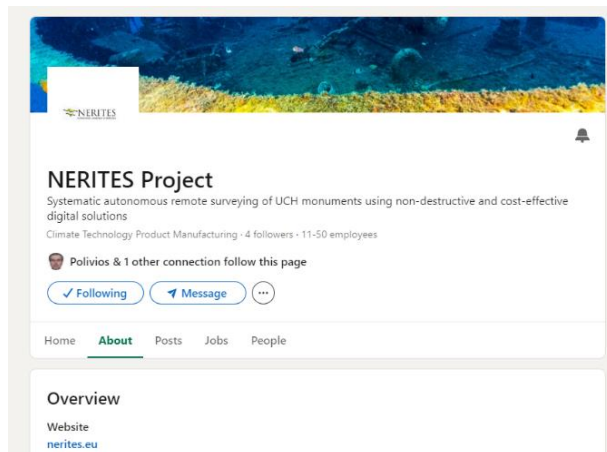 NERITES
NERITES Project
Systematic autonomous remote surveying of UCH monuments using non-destructive and cost-effective
digital solutions
Climate Technology Product Manufacturing · 4 followers · 11-50 employees
Polivios & 1 other connection follow this page
Following
Message
Home About Posts Jobs People
Overview
Website
nerites.eu